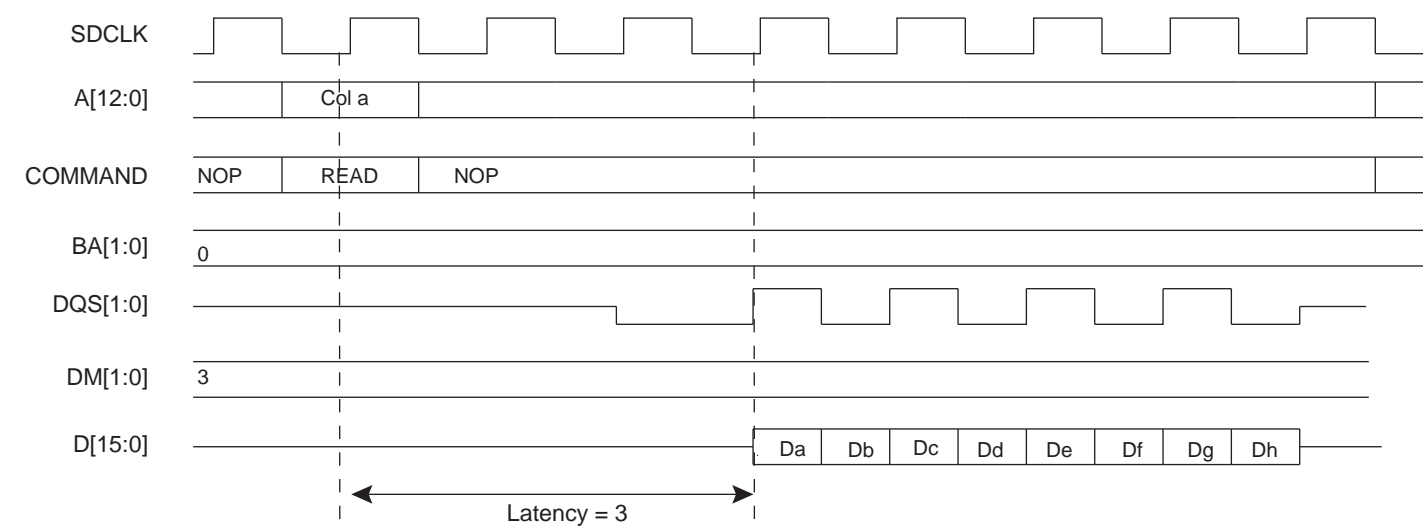 SDCLK
A[12:0] Col a
COMMAND NOP READ NOP
BA[1:0] 0
DQS[1:0]
DM[1:0] 3
D[15:0] Da Db Dc Dd De Df Dg Dh
Latency = 3